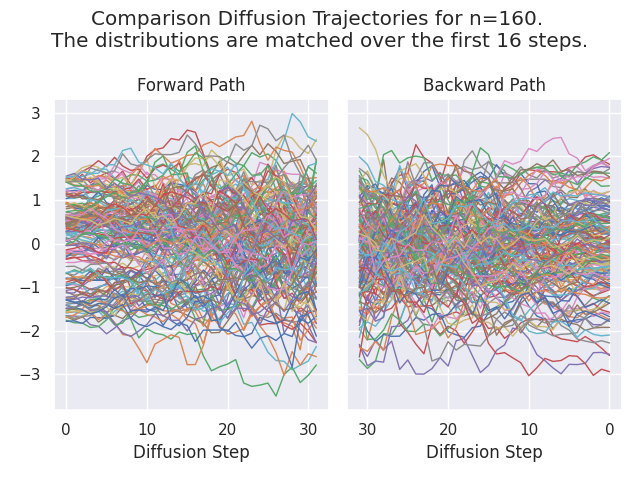 Comparison Diffusion Trajectories for n=160.
The distributions are matched over the first 16 steps.
Forward Path
Backward Path
3
2
1
0
−1
−2
−3
0 10 20 30
30 20 10 0
Diffusion Step
Diffusion Step